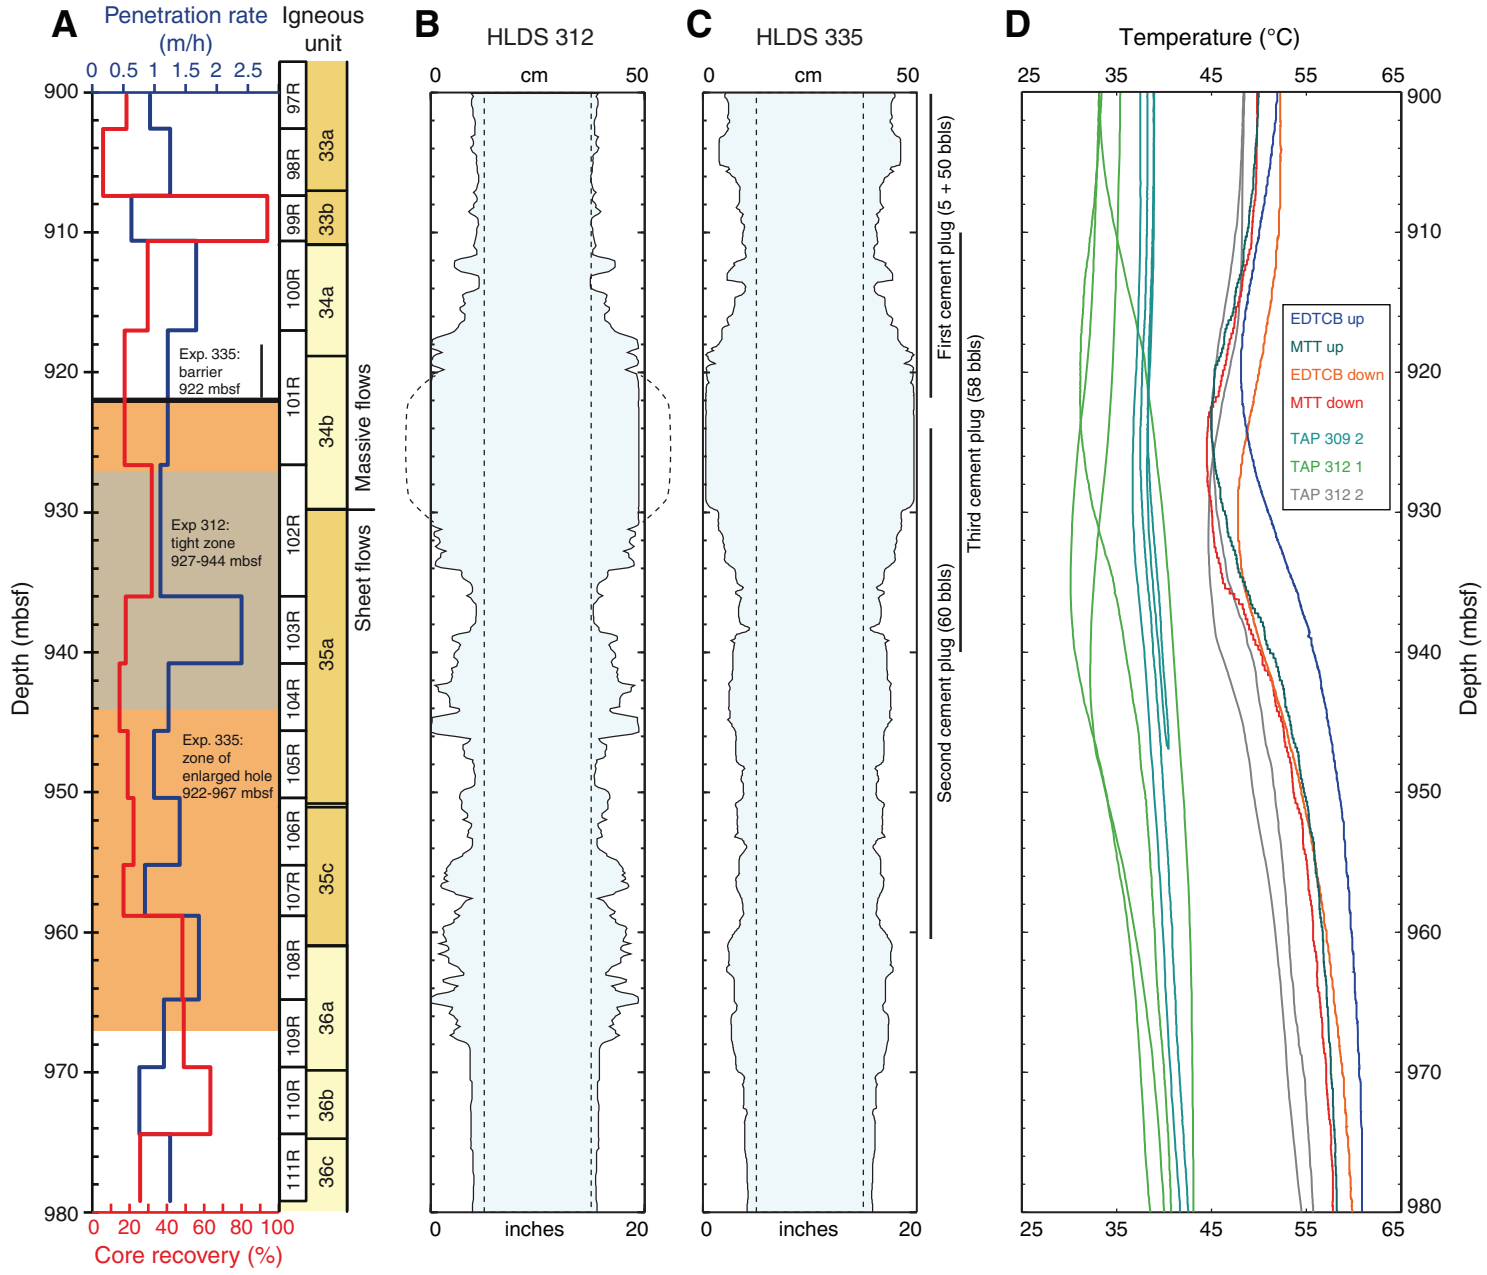 A
Penetration rate
(m/h)
Igneous
unit
0 0.5 1 1.5 2 2.5
900
910
920
930
940
950
960
970
980
Depth (mbsf)
Exp. 335:
barrier
922 mbsf
Exp 312:
tight zone
927-944 mbsf
Exp. 335:
zone of
enlarged hole
922-967 mbsf
97R
98R
99R
100R
101R
102R
103R
104R
105R
106R
107R
108R
109R
110R
111R
33a
33b
34a
34b
35a
35c
36a
36b
36c
Massive flows
Sheet flows
0 20 40 60 80 100
Core recovery (%)
B
HLDS 312
0 cm 50
0 inches 20
C
HLDS 335
0 cm 50
0 inches 20
First cement plug (5 + 50 bbls)
Third cement plug (58 bbls)
Second cement plug (60 bbls)
D
Temperature (°C)
25 35 45 55 65
EDTCB up
MTT up
EDTCB down
MTT down
TAP 309 2
TAP 312 1
TAP 312 2
900
910
920
930
940
950
960
970
980
Depth (mbsf)
25 35 45 55 65